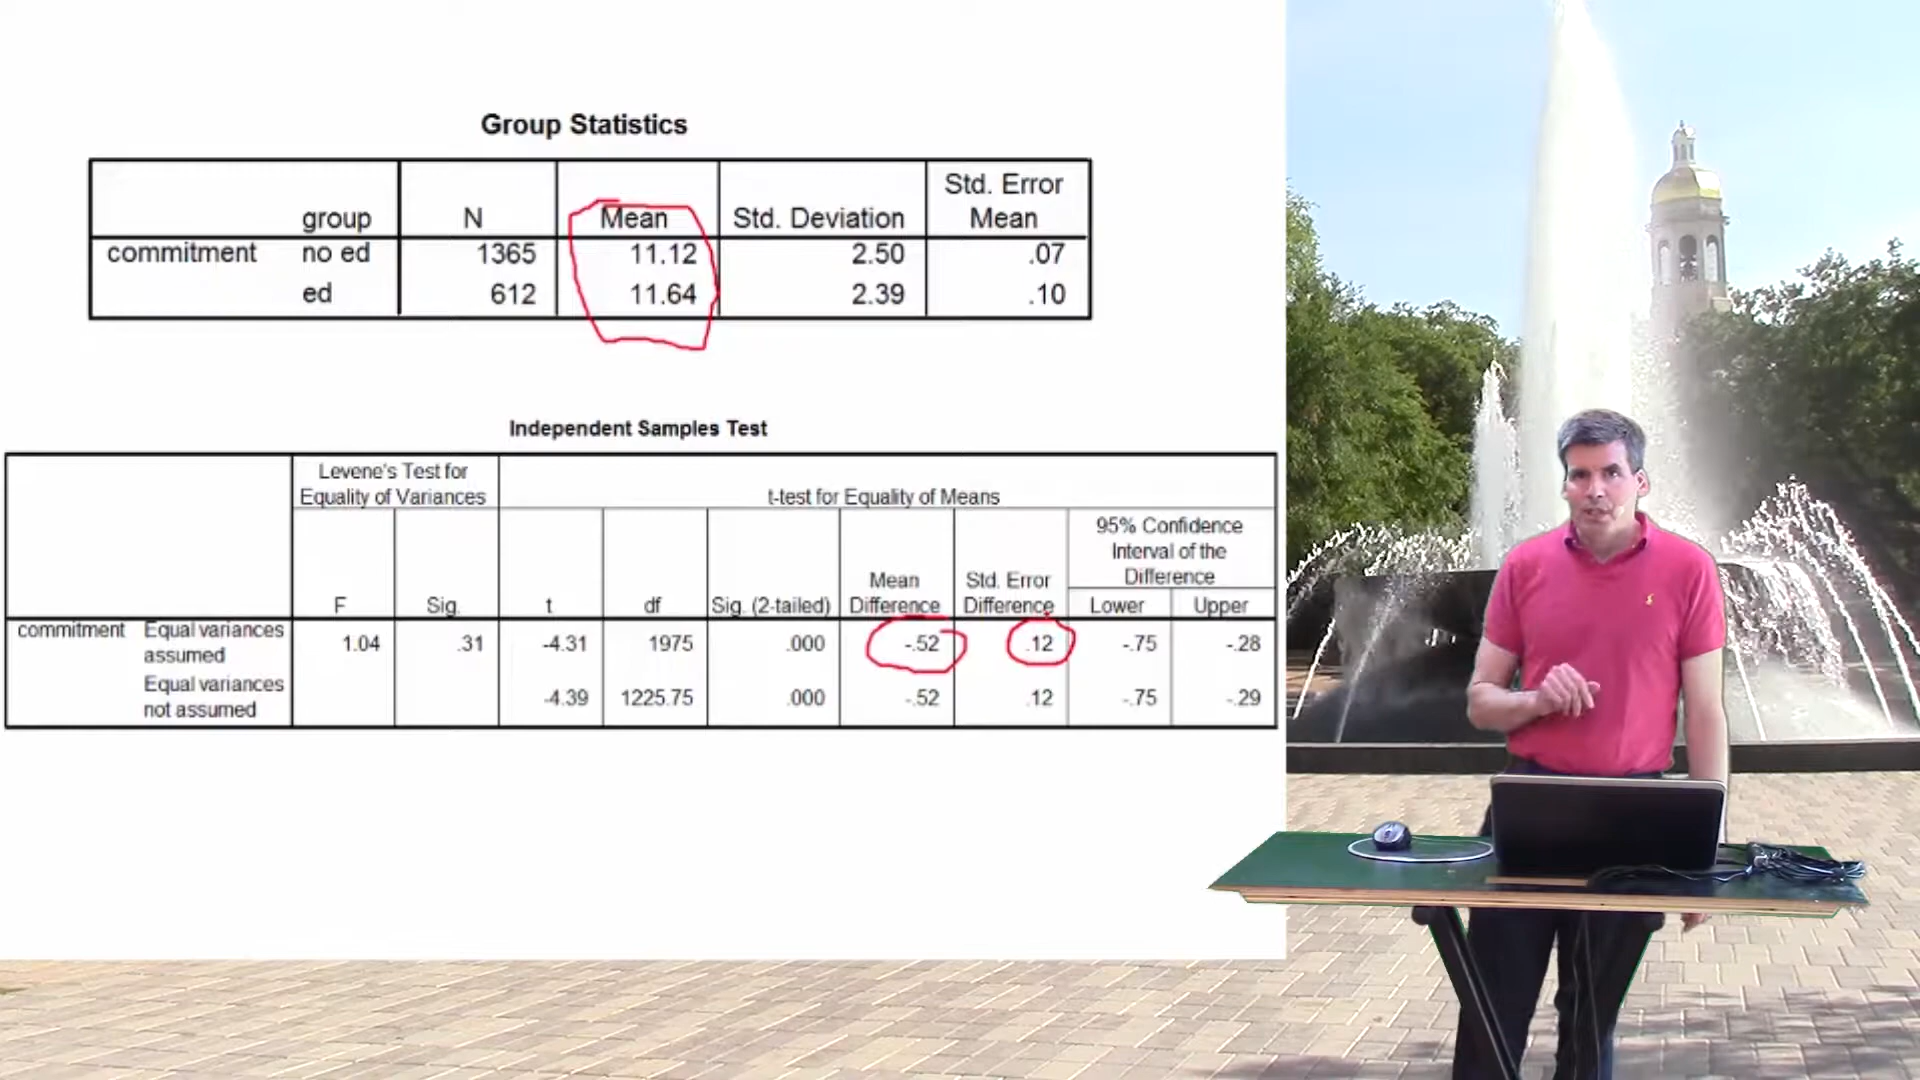 Group Statistics
group N Mean Std. Deviation Std. Error Mean
commitment no ed 1365 11.12 2.50 .07
ed 612 11.64 2.39 .10
Independent Samples Test
Levene's Test for Equality of Variances
t-test for Equality of Means
95% Confidence Interval of the Difference
F Sig. t df Sig. (2-tailed) Mean Difference Std. Error Difference Lower Upper
commitment Equal variances assumed 1.04 .31 -4.31 1975 .000 -.52 .12 -.75 -.28
Equal variances not assumed -4.39 1225.75 .000 -.52 .12 -.75 -.29